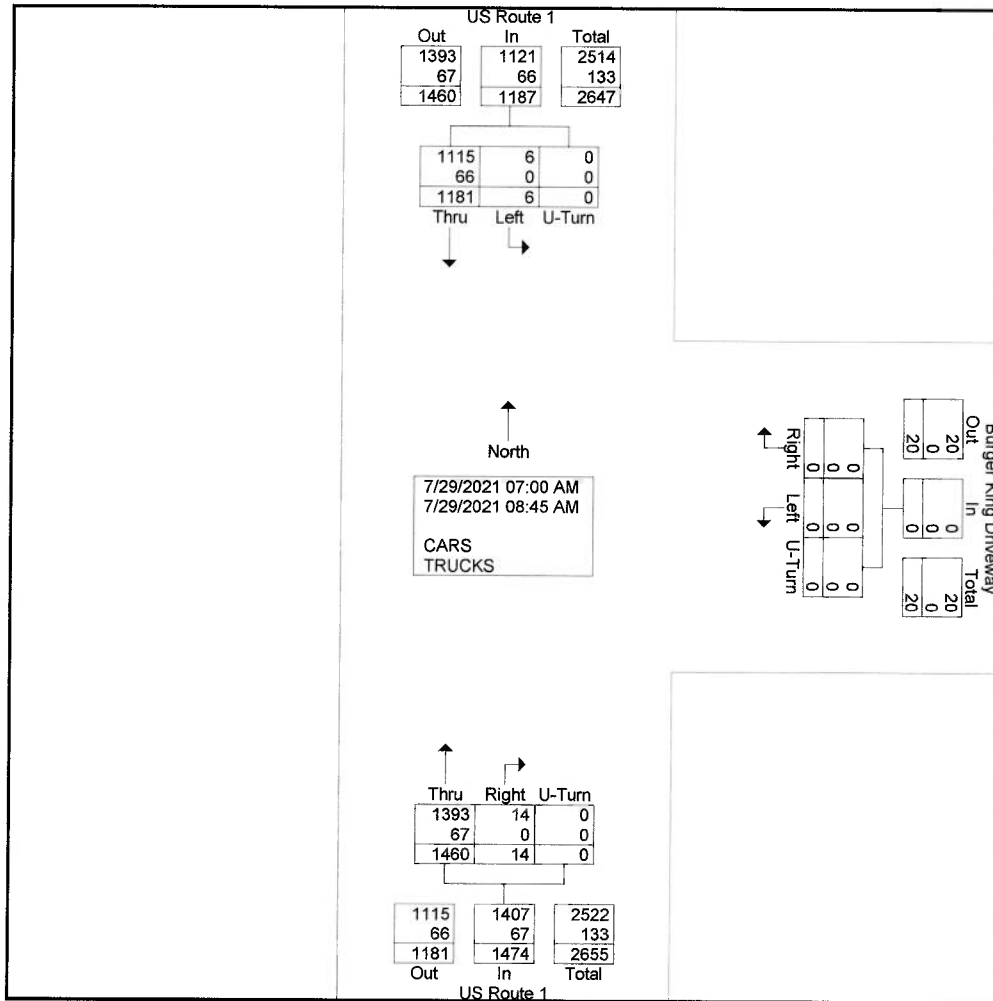 US Route 1
Out In Total
1393 1121 2514
67 66 133
1460 1187 2647
1115 6 0
66 0 0
1181 6 0
Thru Left U-Turn
North
7/29/2021 07:00 AM
7/29/2021 08:45 AM
CARS
TRUCKS
Burger King Driveway
Out In Total
20 0 20
0 0 0
20 0 20
0 0 0
0 0 0
0 0 0
Right Left U-Turn
Thru Right U-Turn
1393 14 0
67 0 0
1460 14 0
1115 1407 2522
66 67 133
1181 1474 2655
Out In Total
US Route 1